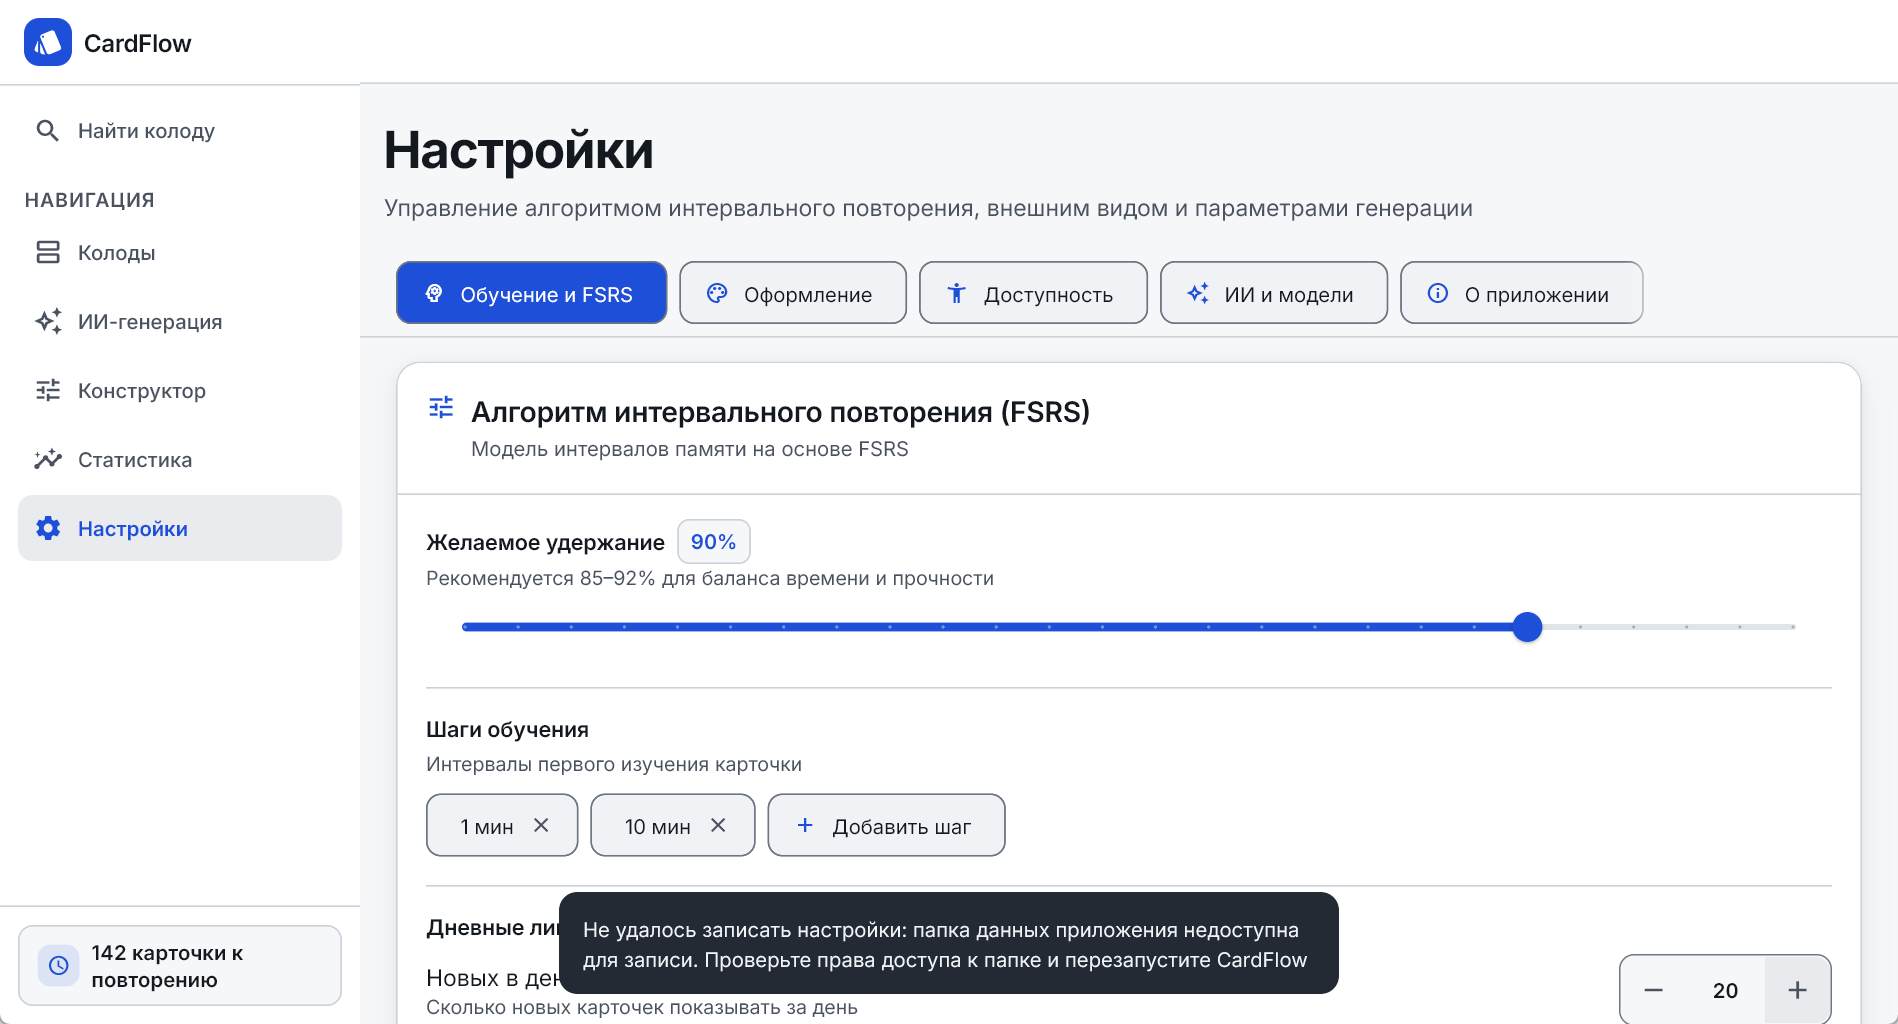 CardFlow
Найти колоду
НАВИГАЦИЯ
Колоды
ИИ-генерация
Конструктор
Статистика
Настройки
142 карточки к
повторению
Настройки
Управление алгоритмом интервального повторения, внешним видом и параметрами генерации
Обучение и FSRS
Оформление
Доступность
ИИ и модели
О приложении
Алгоритм интервального повторения (FSRS)
Модель интервалов памяти на основе FSRS
Желаемое удержание 90%
Рекомендуется 85–92% для баланса времени и прочности
Шаги обучения
Интервалы первого изучения карточки
1 мин
10 мин
Добавить шаг
Дневные
Новых в
Сколько новых карточек показывать за день
20
Не удалось записать настройки: папка данных приложения недоступна
для записи. Проверьте права доступа к папке и перезапустите CardFlow